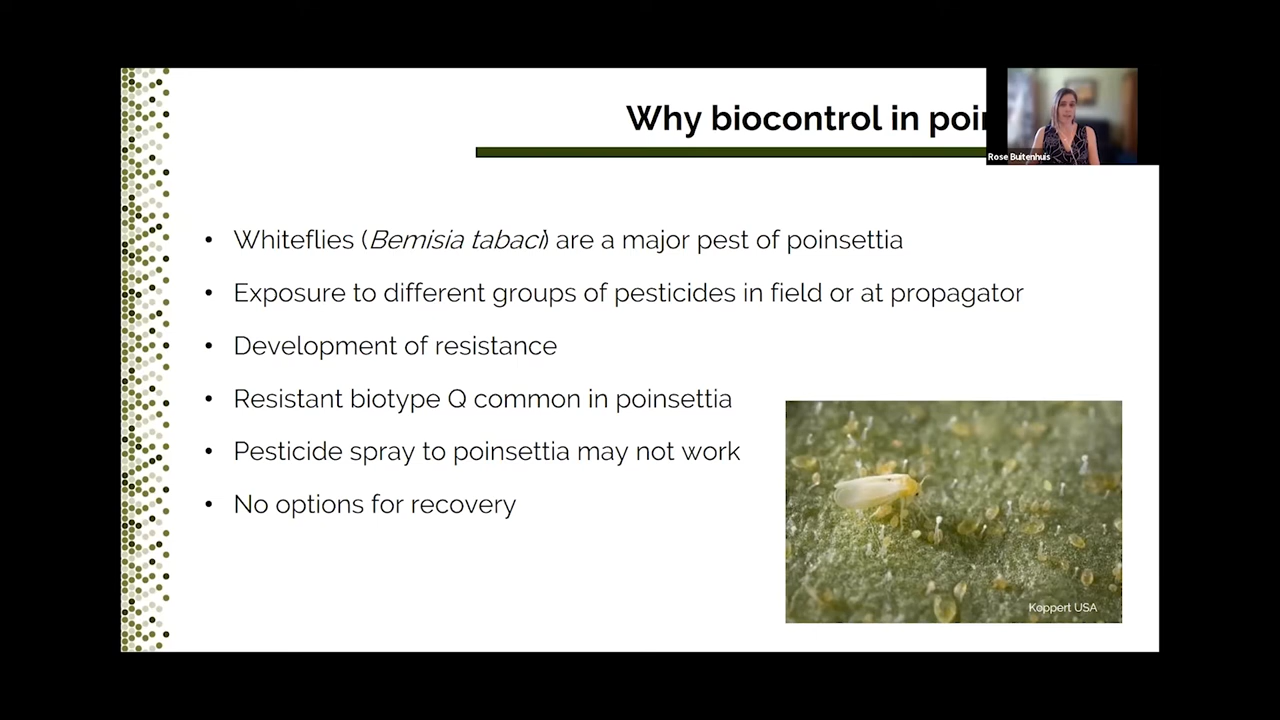 Why biocontrol in poin
Rose Buitenhuis
• Whiteflies (Bemisia tabaci) are a major pest of poinsettia
• Exposure to different groups of pesticides in field or at propagator
• Development of resistance
• Resistant biotype Q common in poinsettia
• Pesticide spray to poinsettia may not work
• No options for recovery
Koppert USA